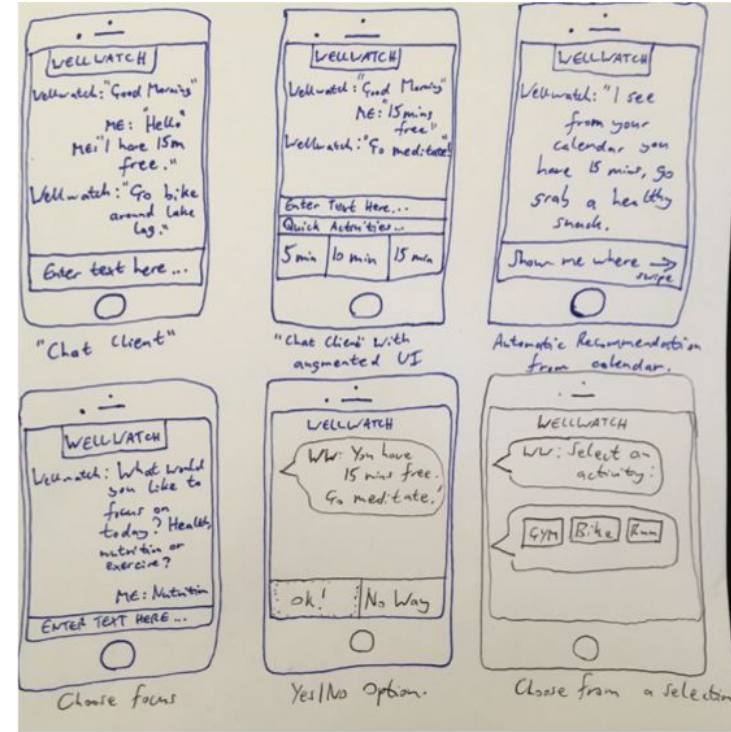 WELLWATCH
Wellwatch: "Good Morning"
ME: "Hello"
ME: "I have 15m
free."
Wellwatch: "Go bike
around lake
lag."
Enter text here...
"Chat Client"
WELLWATCH
Wellwatch: "Good Morning"
ME: "15 mins
free"
Wellwatch: "Go meditate!
Enter Text Here...
Quick Activities...
5 min 10 min 15 min
"Chat Client" With
augmented UI
WELLWATCH
Wellwatch: "I see
from your
calendar you
have 15 mins, go
grab a healthy
snack.
Show me where →
swipe
Automatic Recommendation
from calendar.
WELLWATCH
Wellwatch: What would
you like to
focus on
today? Health,
nutrition or
exercise?
ME: Nutrition
ENTER TEXT HERE...
Choose focus
WELLWATCH
WW: You have
15 mins free.
Go meditate!
ok! No Way
Yes/No Option.
WELLWATCH
WW: Select an
activity:
GYM Bike Run
Choose from a selection